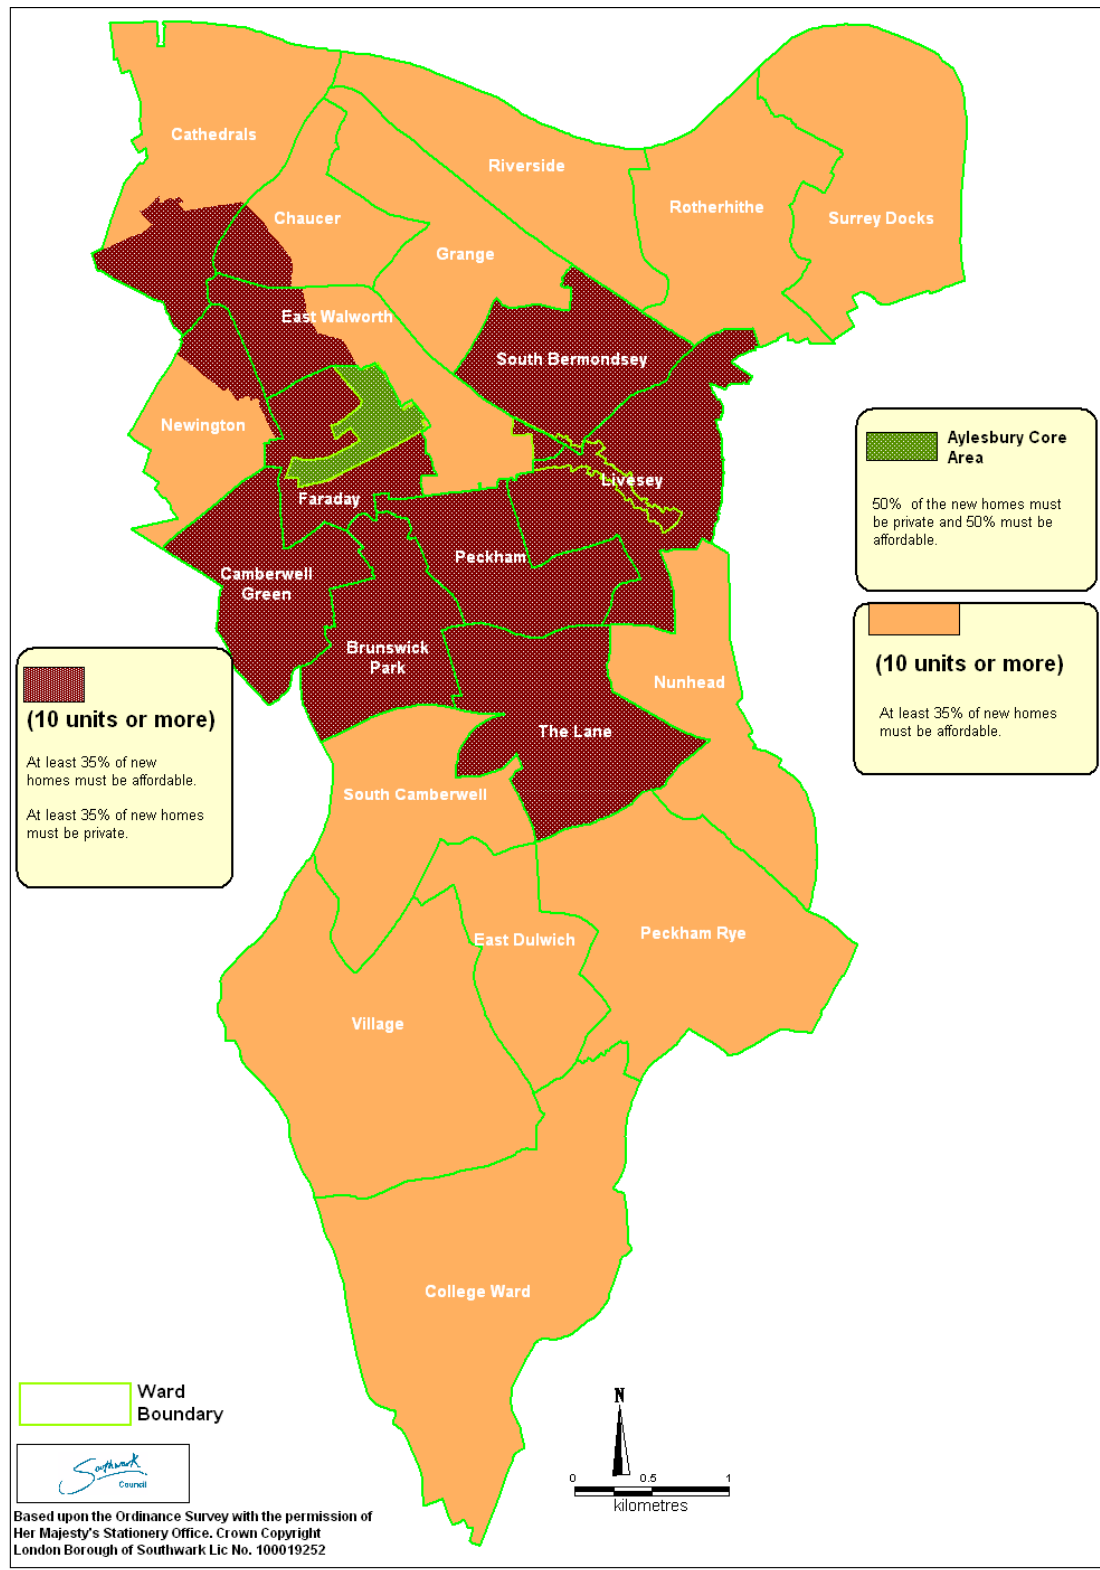 Cathedrals
Riverside
Rotherhithe
Chaucer
Surrey Docks
Grange
East Walworth
South Bermondsey
Newington
Aylesbury Core
Area
Livesey
Faraday
50% of the new homes must
be private and 50% must be
affordable.
Peckham
Camberwell
Green
Brunswick
Park
(10 units or more)
Nunhead
At least 35% of new homes
must be affordable.
(10 units or more)
The Lane
At least 35% of new
homes must be affordable.
South Camberwell
At least 35% of new homes
must be private.
East Dulwich
Peckham Rye
Village
College Ward
Ward
Boundary
N
Southwark
Council
0 0.5 1
kilometres
Based upon the Ordinance Survey with the permission of
Her Majesty's Stationery Office. Crown Copyright
London Borough of Southwark Lic No. 100019252